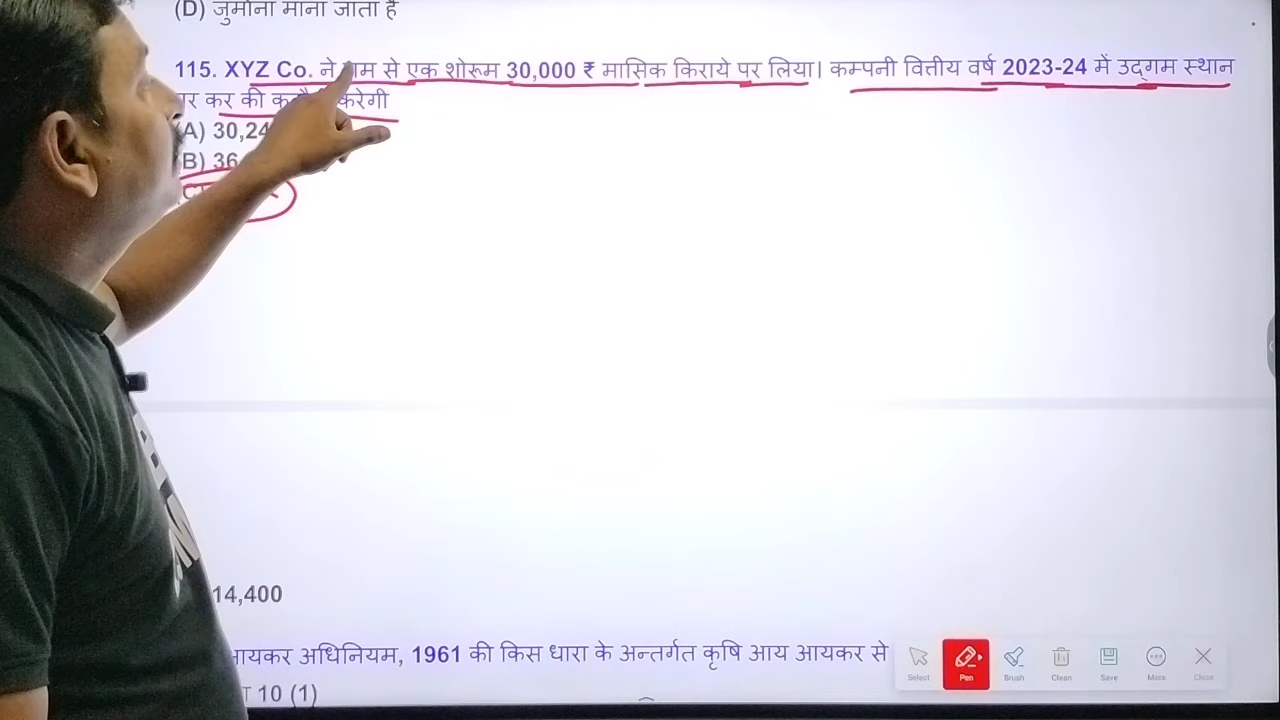 (D) जुर्माना माना जाता है
115. XYZ Co. ने राम से एक शोरूम 30,000 ₹ मासिक किराये पर लिया। कम्पनी वित्तीय वर्ष 2023-24 में उद्‌गम स्थान
कर की करेगी
(A) 30,24
(B) 36
14,400
आयकर अधिनियम, 1961 की किस धारा के अन्तर्गत कृषि आय आयकर से
10 (1)
Select
Pen
Brush
Clean
Save
More
Close